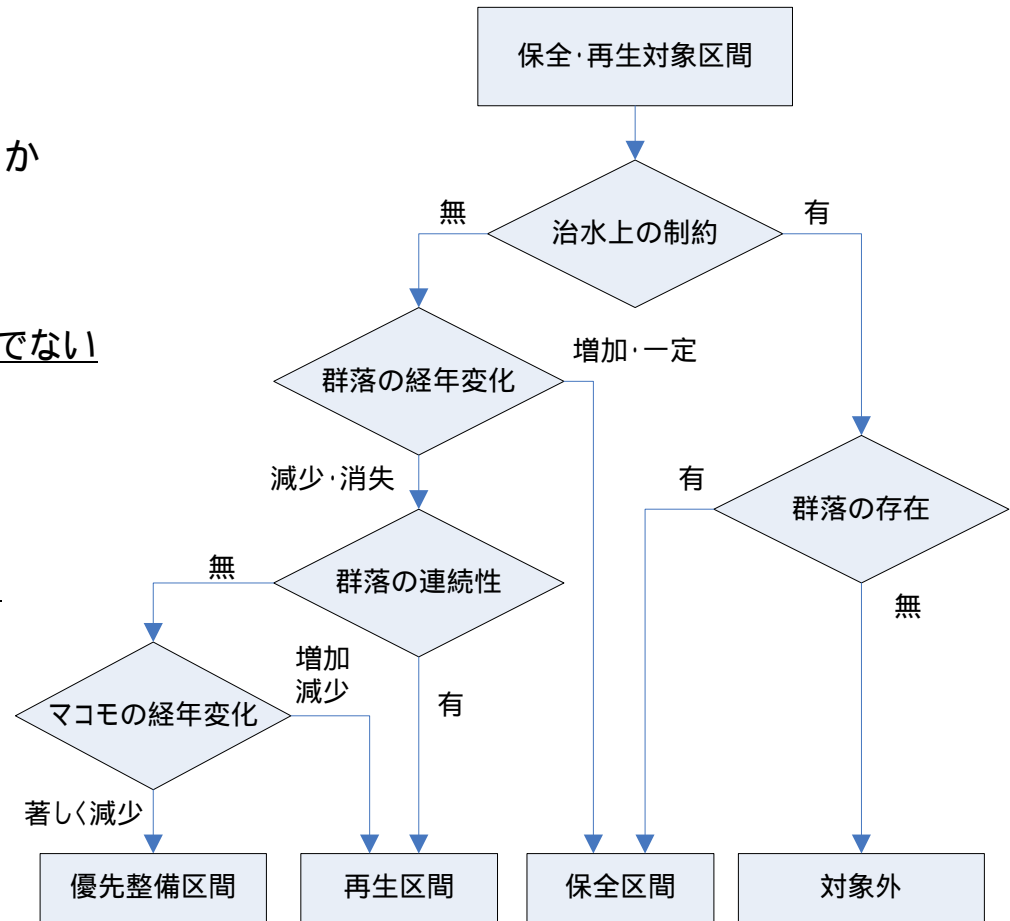 保全・再生対象区間
か
治水上の制約
無
有
でない
群落の経年変化
増加・一定
減少・消失
群落の存在
有
無
群落の連続性
無
有
マコモの経年変化
増加
減少
著しく減少
優先整備区間
再生区間
保全区間
対象外